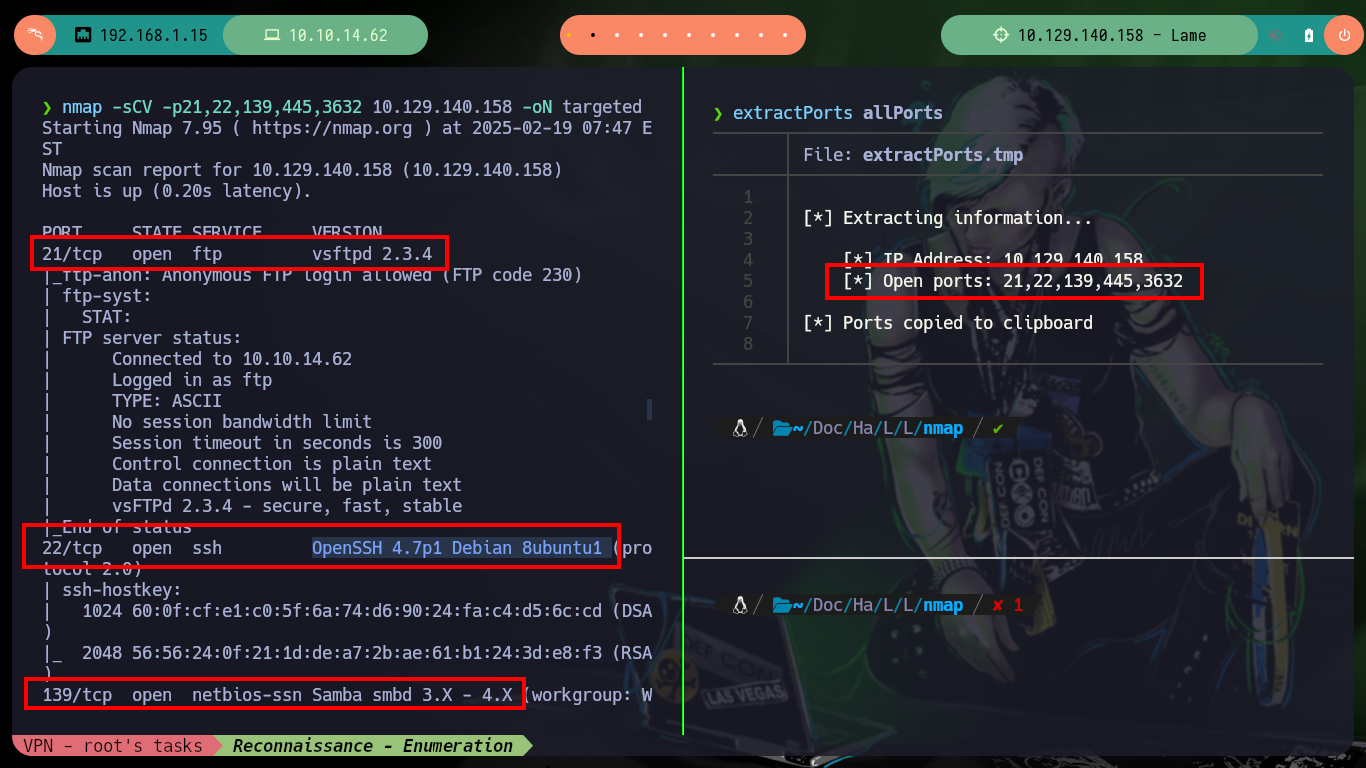 192.168.1.15
10.10.14.62
10.129.140.158 - Lame
❯ nmap -sCV -p21,22,139,445,3632 10.129.140.158 -oN targeted
Starting Nmap 7.95 ( https://nmap.org ) at 2025-02-19 07:47 E
ST
Nmap scan report for 10.129.140.158 (10.129.140.158)
Host is up (0.20s latency).
PORT     STATE SERVICE     VERSION
21/tcp   open  ftp         vsftpd 2.3.4
|_ftp-anon: Anonymous FTP login allowed (FTP code 230)
| ftp-syst:
|   STAT:
| FTP server status:
|      Connected to 10.10.14.62
|      Logged in as ftp
|      TYPE: ASCII
|      No session bandwidth limit
|      Session timeout in seconds is 300
|      Control connection is plain text
|      Data connections will be plain text
|      vsFTPd 2.3.4 - secure, fast, stable
|_End of status
22/tcp   open  ssh         OpenSSH 4.7p1 Debian 8ubuntu1 (pro
tocol 2.0)
| ssh-hostkey:
|   1024 60:0f:cf:e1:c0:5f:6a:74:d6:90:24:fa:c4:d5:6c:cd (DSA
)
|_  2048 56:56:24:0f:21:1d:de:a7:2b:ae:61:b1:24:3d:e8:f3 (RSA
)
139/tcp  open  netbios-ssn Samba smbd 3.X - 4.X (workgroup: W
❯ extractPorts allPorts
File: extractPorts.tmp
1
2 [*] Extracting information...
3
4 [*] IP Address: 10.129.140.158
5 [*] Open ports: 21,22,139,445,3632
6
7 [*] Ports copied to clipboard
8
~/Doc/Ha/L/L/nmap / ✔
~/Doc/Ha/L/L/nmap / ✘ 1
DEF CON
DEF CON
LAS VEGAS
VPN - root's tasks
Reconnaissance - Enumeration